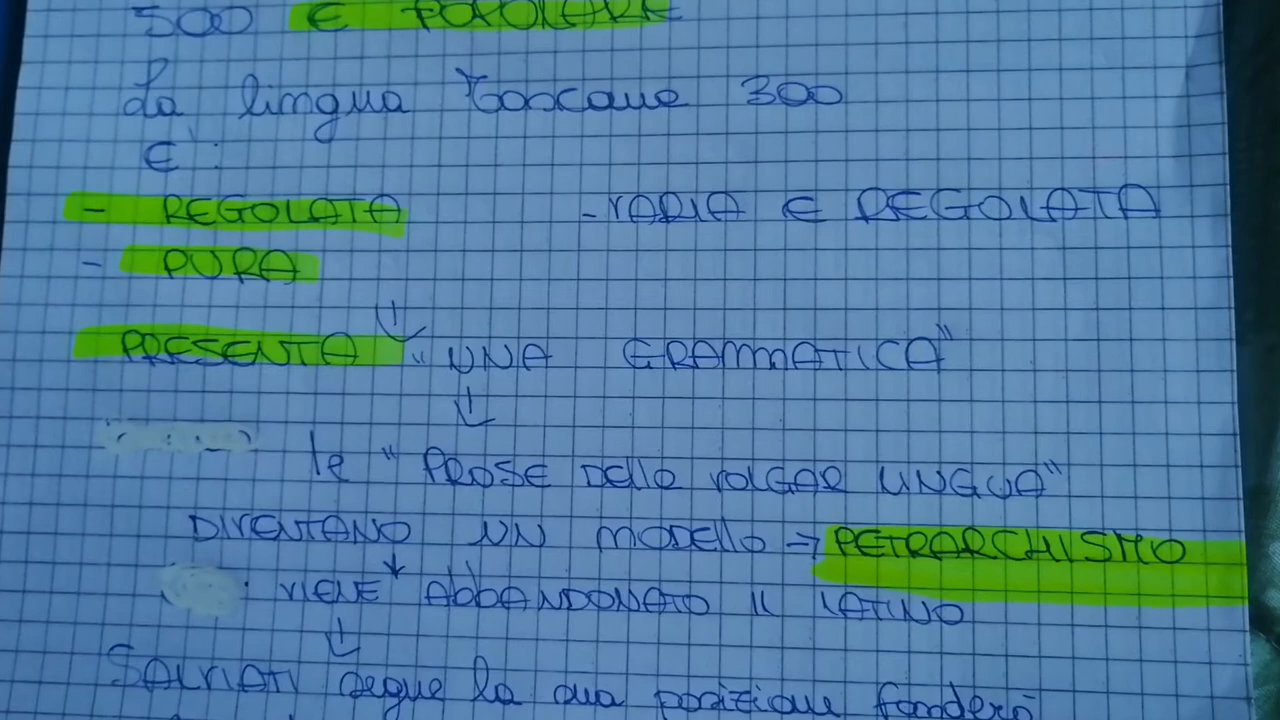 500 E POPOLARE
La lingua Toscana 300
E':
- REGOLATA - VARIA E REGOLATA
- PURA
PRESENTA "UNA GRAMMATICA"
le "PROSE DELLA VOLGAR LINGUA"
DIVENTANO UN MODELLO → PETRARCHISMO
: VIENE ABBANDONATO IL LATINO
SALVIATI segue la sua posizione fonderà